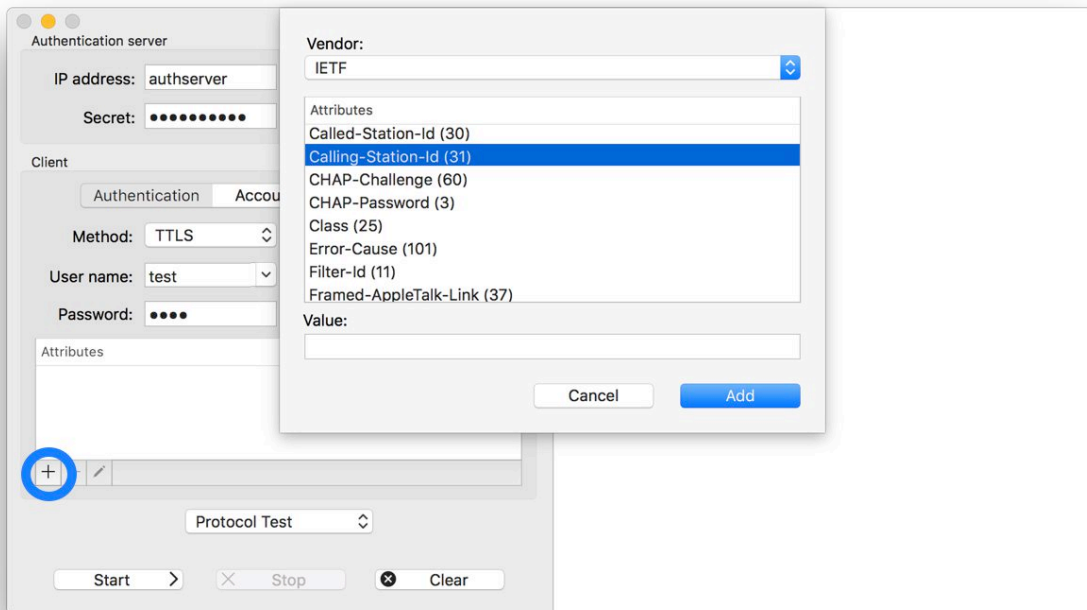 Authentication server
IP address: authserver
Secret: ●●●●●●●●●●
Client
Authentication Accou
Method: TTLS
User name: test
Password: ●●●●
Attributes
Protocol Test
Start Stop Clear
Vendor:
IETF
Attributes
Called-Station-Id (30)
Calling-Station-Id (31)
CHAP-Challenge (60)
CHAP-Password (3)
Class (25)
Error-Cause (101)
Filter-Id (11)
Framed-AppleTalk-Link (37)
Value:
Cancel Add